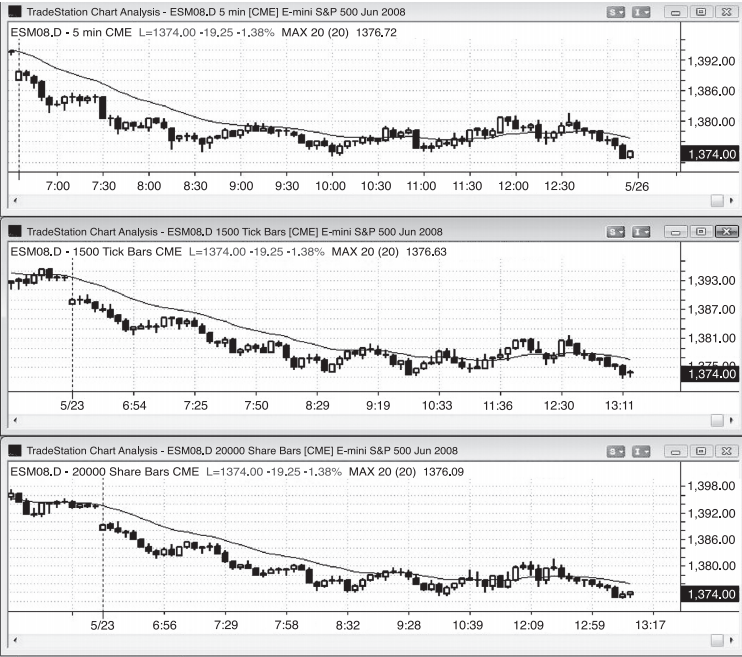 TradeStation Chart Analysis - ESM08.D 5 min [CME] E-mini S&P 500 Jun 2008
S I
ESM08.D - 5 min CME L=1374.00 -19.25 -1.38% MAX 20 (20) 1376.72
1,392.00
1,386.00
1,380.00
1,374.00
7:00 7:30 8:00 8:30 9:00 9:30 10:00 10:30 11:00 11:30 12:00 12:30 5/26
TradeStation Chart Analysis - ESM08.D 1500 Tick Bars [CME] E-mini S&P 500 Jun 2008
S I
ESM08.D - 1500 Tick Bars CME L=1374.00 -19.25 -1.38% MAX 20 (20) 1376.63
1,393.00
1,387.00
1,381.00
1,375.00
1,374.00
5/23 6:54 7:25 7:50 8:29 9:19 10:33 11:36 12:30 13:11
TradeStation Chart Analysis - ESM08.D 20000 Share Bars [CME] E-mini S&P 500 Jun 2008
S I
ESM08.D - 20000 Share Bars CME L=1374.00 -19.25 -1.38% MAX 20 (20) 1376.09
1,398.00
1,392.00
1,386.00
1,380.00
1,374.00
5/23 6:56 7:29 7:58 8:32 9:28 10:39 12:09 12:59 13:17